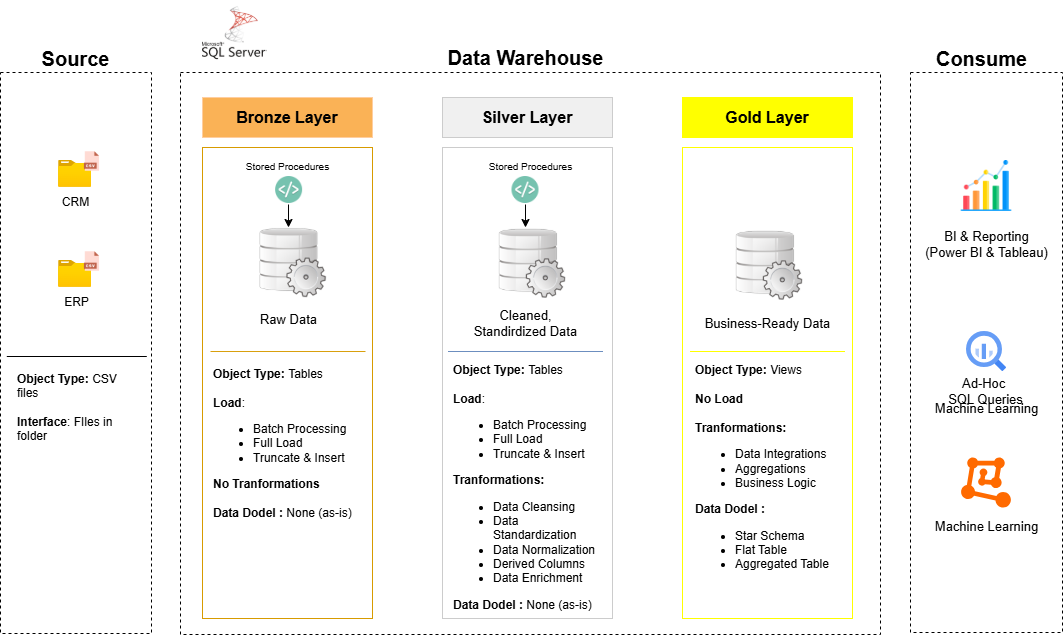 Source
CRM
ERP
Object Type: CSV
files
Interface: FIles in
folder
Microsoft®
SQL Server
Data Warehouse
Bronze Layer
Stored Procedures
Raw Data
Object Type: Tables
Load:
Batch Processing
Full Load
Truncate & Insert
No Tranformations
Data Dodel : None (as-is)
Silver Layer
Stored Procedures
Cleaned,
Standirdized Data
Object Type: Tables
Load:
Batch Processing
Full Load
Truncate & Insert
Tranformations:
Data Cleansing
Data
Standardization
Data Normalization
Derived Columns
Data Enrichment
Data Dodel : None (as-is)
Gold Layer
Business-Ready Data
Object Type: Views
No Load
Tranformations:
Data Integrations
Aggregations
Business Logic
Data Dodel :
Star Schema
Flat Table
Aggregated Table
Consume
BI & Reporting
(Power BI & Tableau)
Ad-Hoc
SQL Queries
Machine Learning
Machine Learning